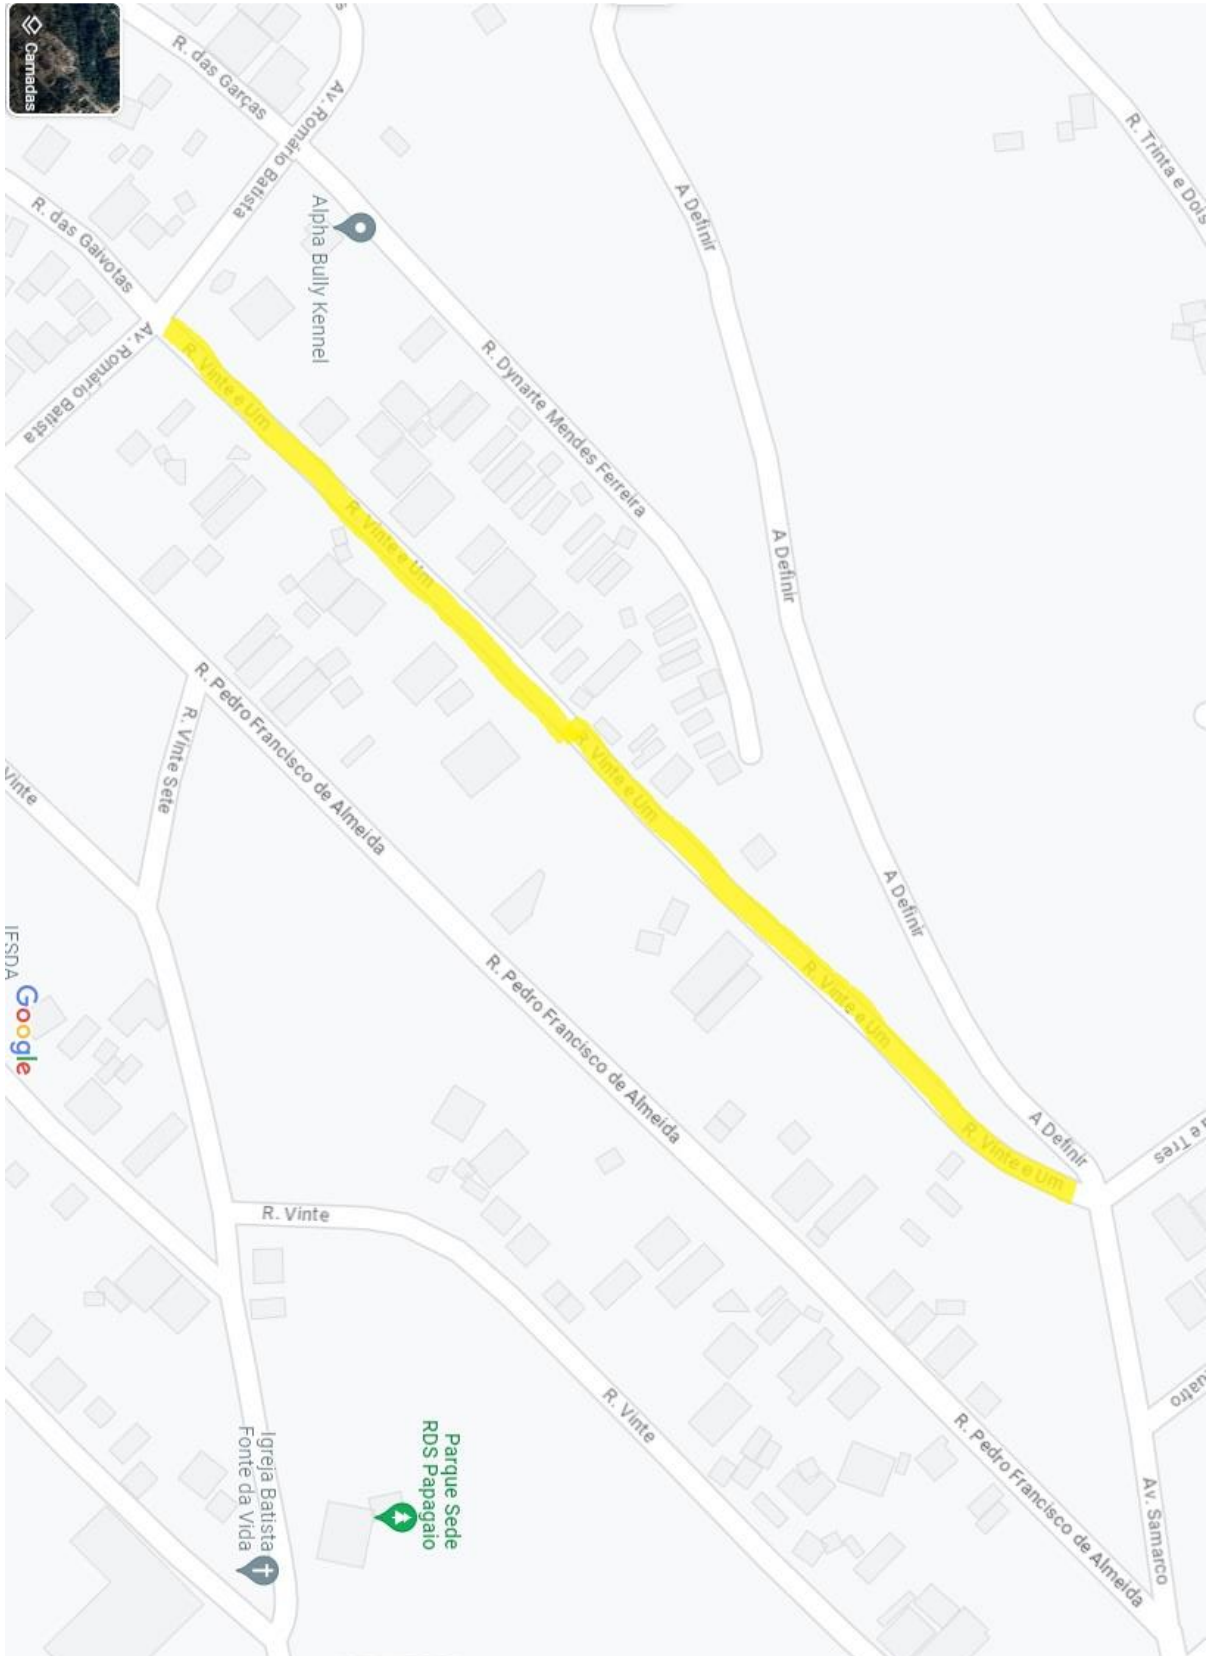 Camadas
R. das Garças
Av. Romário Batista
R. das Gaivotas
Av. Romário Batista
Alpha Bully Kennel
R. Dynarte Mendes Ferreira
A Definir
A Definir
A Definir
A Definir
R. Trinta e Dois
R. Vinte e Um
R. Vinte e Um
R. Vinte e Um
R. Vinte e Um
R. Vinte e Um
e Tres
uatro
Av. Samarco
R. Pedro Francisco de Almeida
R. Pedro Francisco de Almeida
R. Pedro Francisco de Almeida
R. Vinte Sete
Vinte
R. Vinte
R. Vinte
Parque Sede
RDS Papagaio
Igreja Batista
Fonte da Vida
IFSDA
Google